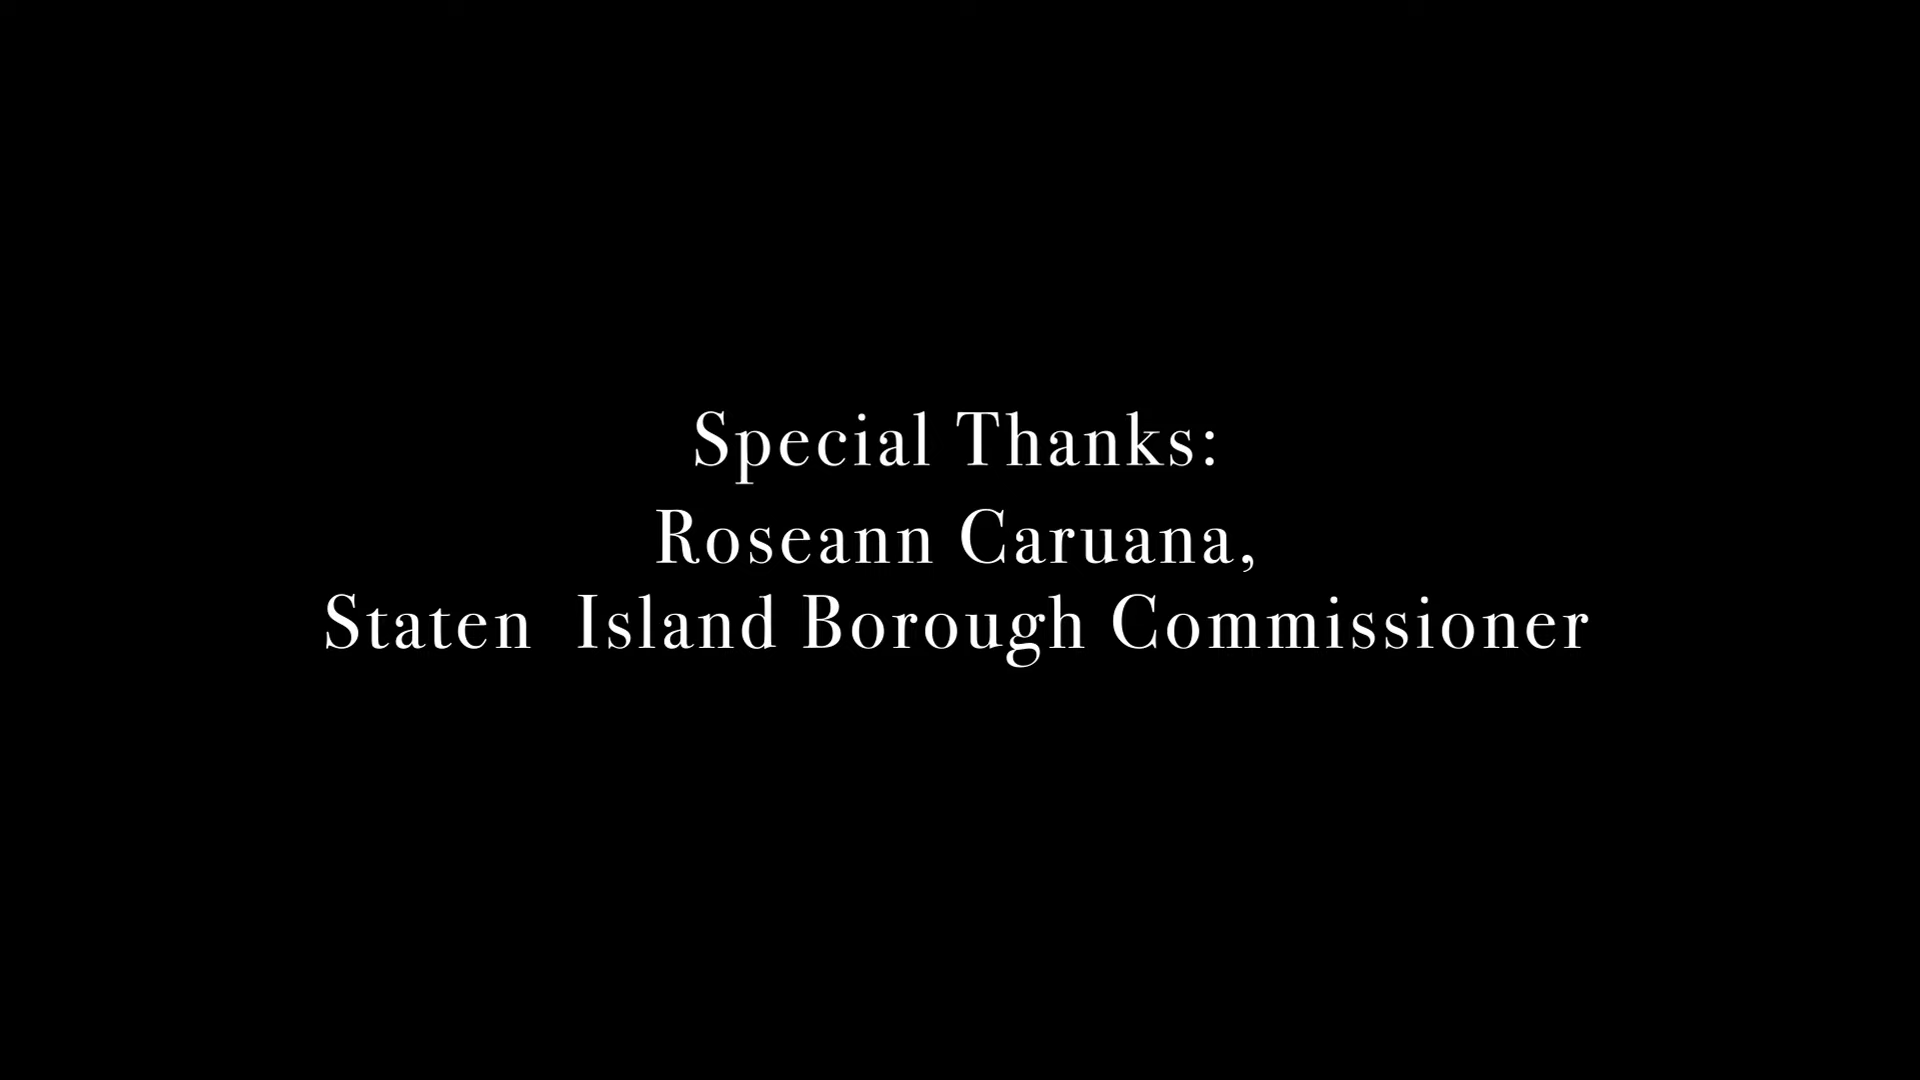 Special Thanks:
Roseann Caruana,
Staten  Island Borough Commissioner